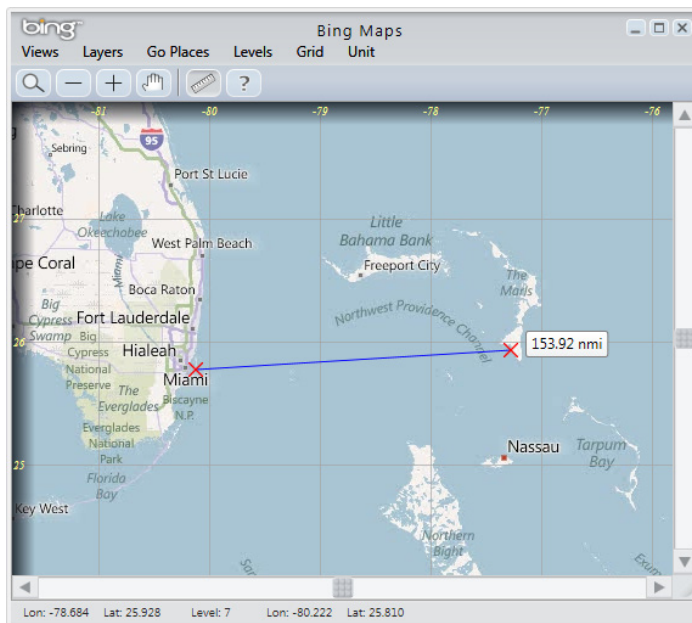 bing™
Bing Maps
Views Layers Go Places Levels Grid Unit
?
-81 -80 -79 -78 -77 -76
95
Sebring
Port St Lucie
Charlotte
Lake
Okeechobee
27
Little
Bahama Bank
West Palm Beach
Miami
Cape Coral
Freeport City
The
Marls
Boca Raton
Big
Cypress
Swamp
Fort Lauderdale
Northwest Providence Channel
26
Big
Cypress
National
Preserve
Hialeah
153.92 nmi
Miami
The
Everglades
Biscayne
N.P.
Everglades
National
Park
Nassau
Tarpum
Bay
25
Florida
Bay
Key West
Northern
Bight
Lon: -78.684 Lat: 25.928 Level: 7 Lon: -80.222 Lat: 25.810